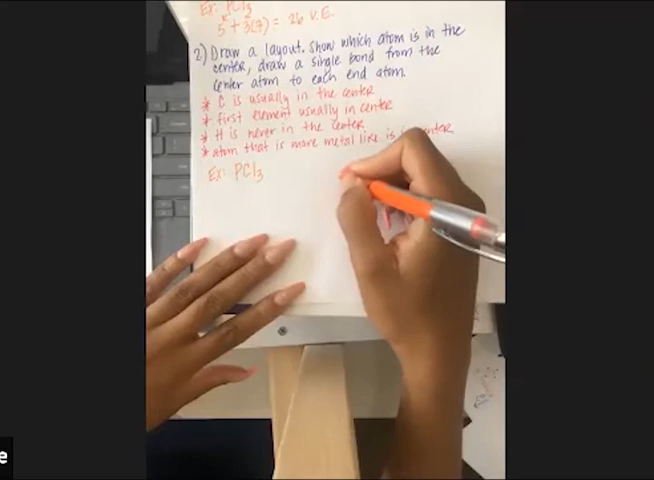 Ex: PCl3
5 + 3(7) = 26 v.E.
2) Draw a layout. Show which atom is in the
center, draw a single bond from the
center atom to each end atom.
* C is usually in the center
* first element usually in center
* H is never in the center
* atom that is more metal like is in center
Ex: PCl3
e